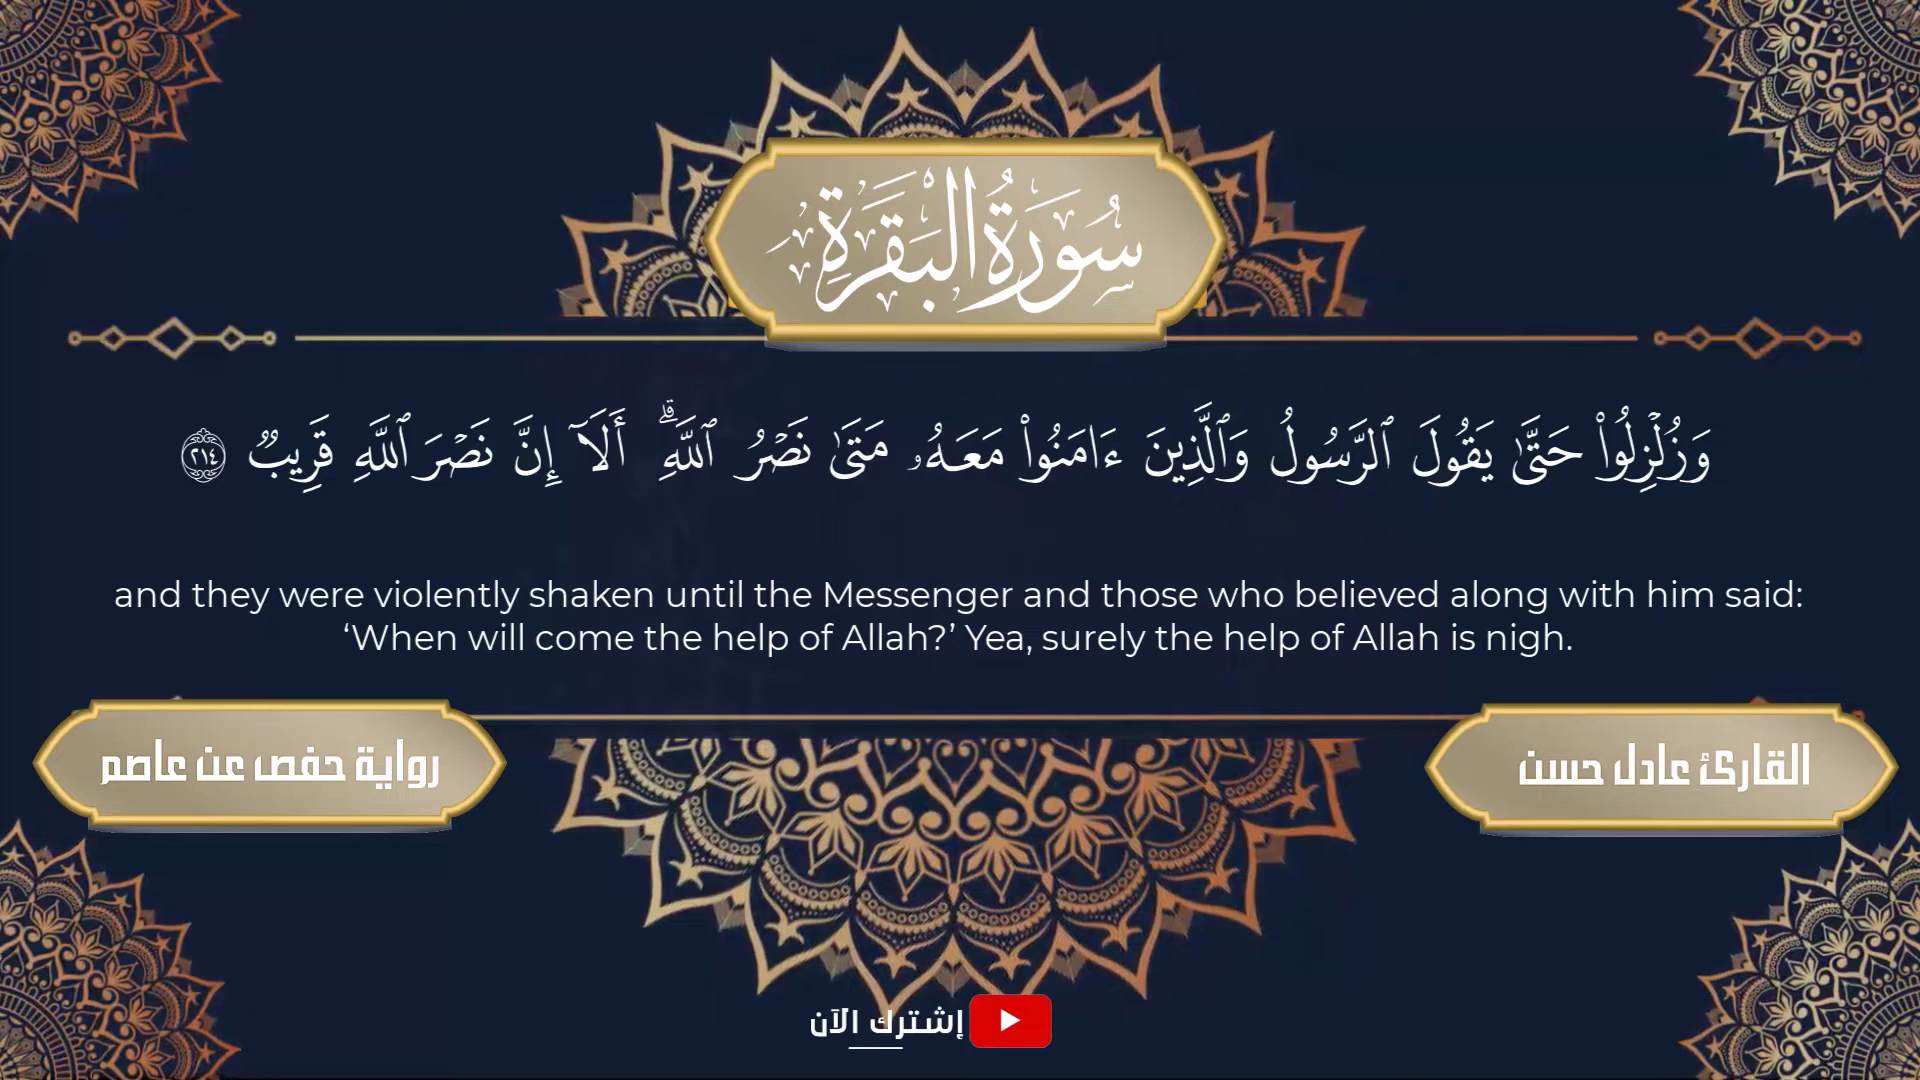 سُورَةُ البَقَرَةِ
وَزُلۡزِلُواْ حَتَّىٰ يَقُولَ ٱلرَّسُولُ وَٱلَّذِينَ ءَامَنُواْ مَعَهُۥ مَتَىٰ نَصۡرُ ٱللَّهِۗ أَلَآ إِنَّ نَصۡرَ ٱللَّهِ قَرِيبٞ ٢١٤
and they were violently shaken until the Messenger and those who believed along with him said:
‘When will come the help of Allah?’ Yea, surely the help of Allah is nigh.
القارئ عادل حسن
رواية حفص عن عاصم
إشترك الآن